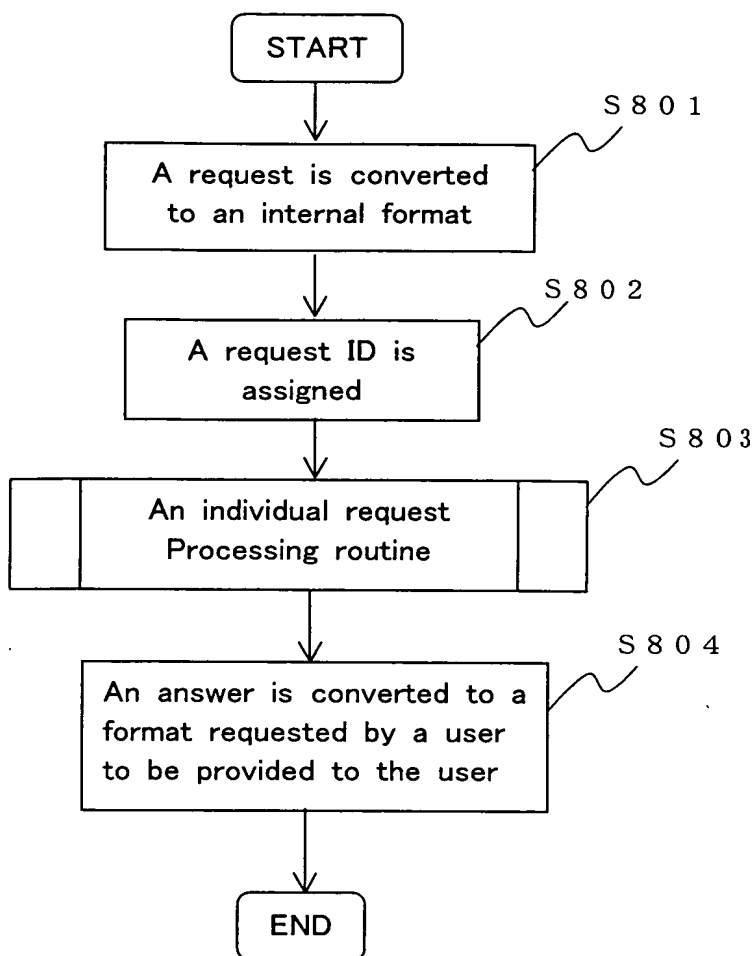 START
S801
A request is converted
to an internal format
S802
A request ID is
assigned
S803
An individual request
Processing routine
S804
An answer is converted to a
format requested by a user
to be provided to the user
END